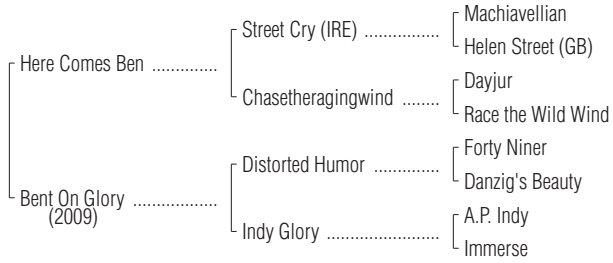 Machiavellian
Street Cry (IRE) ................
Helen Street (GB)
Here Comes Ben .............
Dayjur
Chasetheragingwind ........
Race the Wild Wind
Forty Niner
Distorted Humor ..............
Danzig's Beauty
Bent On Glory .................
(2009)
A.P. Indy
Indy Glory ........................
Immerse